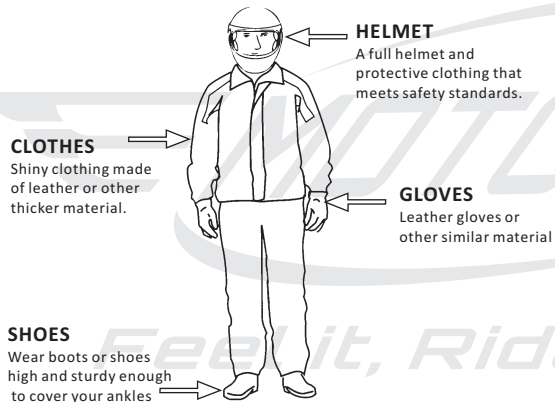 HELMET
A full helmet and
protective clothing that
meets safety standards.
CLOTHES
Shiny clothing made
of leather or other
thicker material.
GLOVES
Leather gloves or
other similar material
SHOES
Wear boots or shoes
high and sturdy enough
to cover your ankles
MOTO
Feel it, Rid